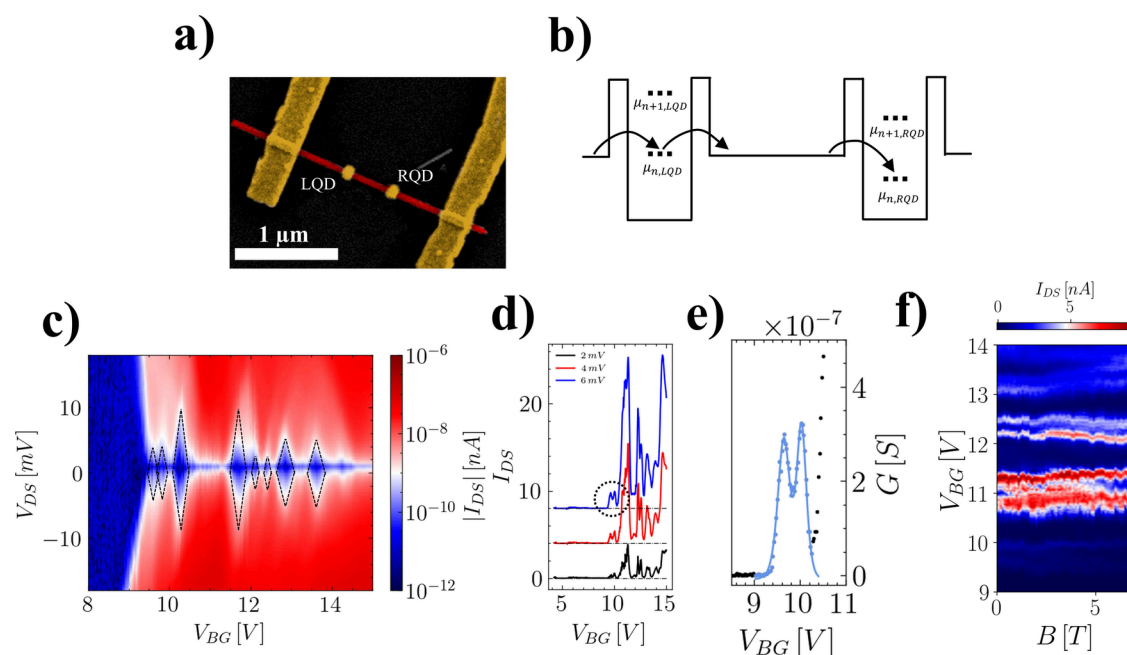 a)
LQD
RQD
1 µm
b)
μn+1,LQD
μn,LQD
μn+1,RQD
μn,RQD
c)
10
0
−10
8
10
12
14
VDS [mV]
VBG [V]
10−6
10−8
10−10
10−12
|IDS| [nA]
d)
2 mV
4 mV
6 mV
20
10
0
5
10
15
IDS
VBG [V]
e)
×10−7
4
2
0
9
10
11
G [S]
VBG [V]
f)
IDS [nA]
0
5
14
13
12
11
10
9
0
5
VBG [V]
B [T]